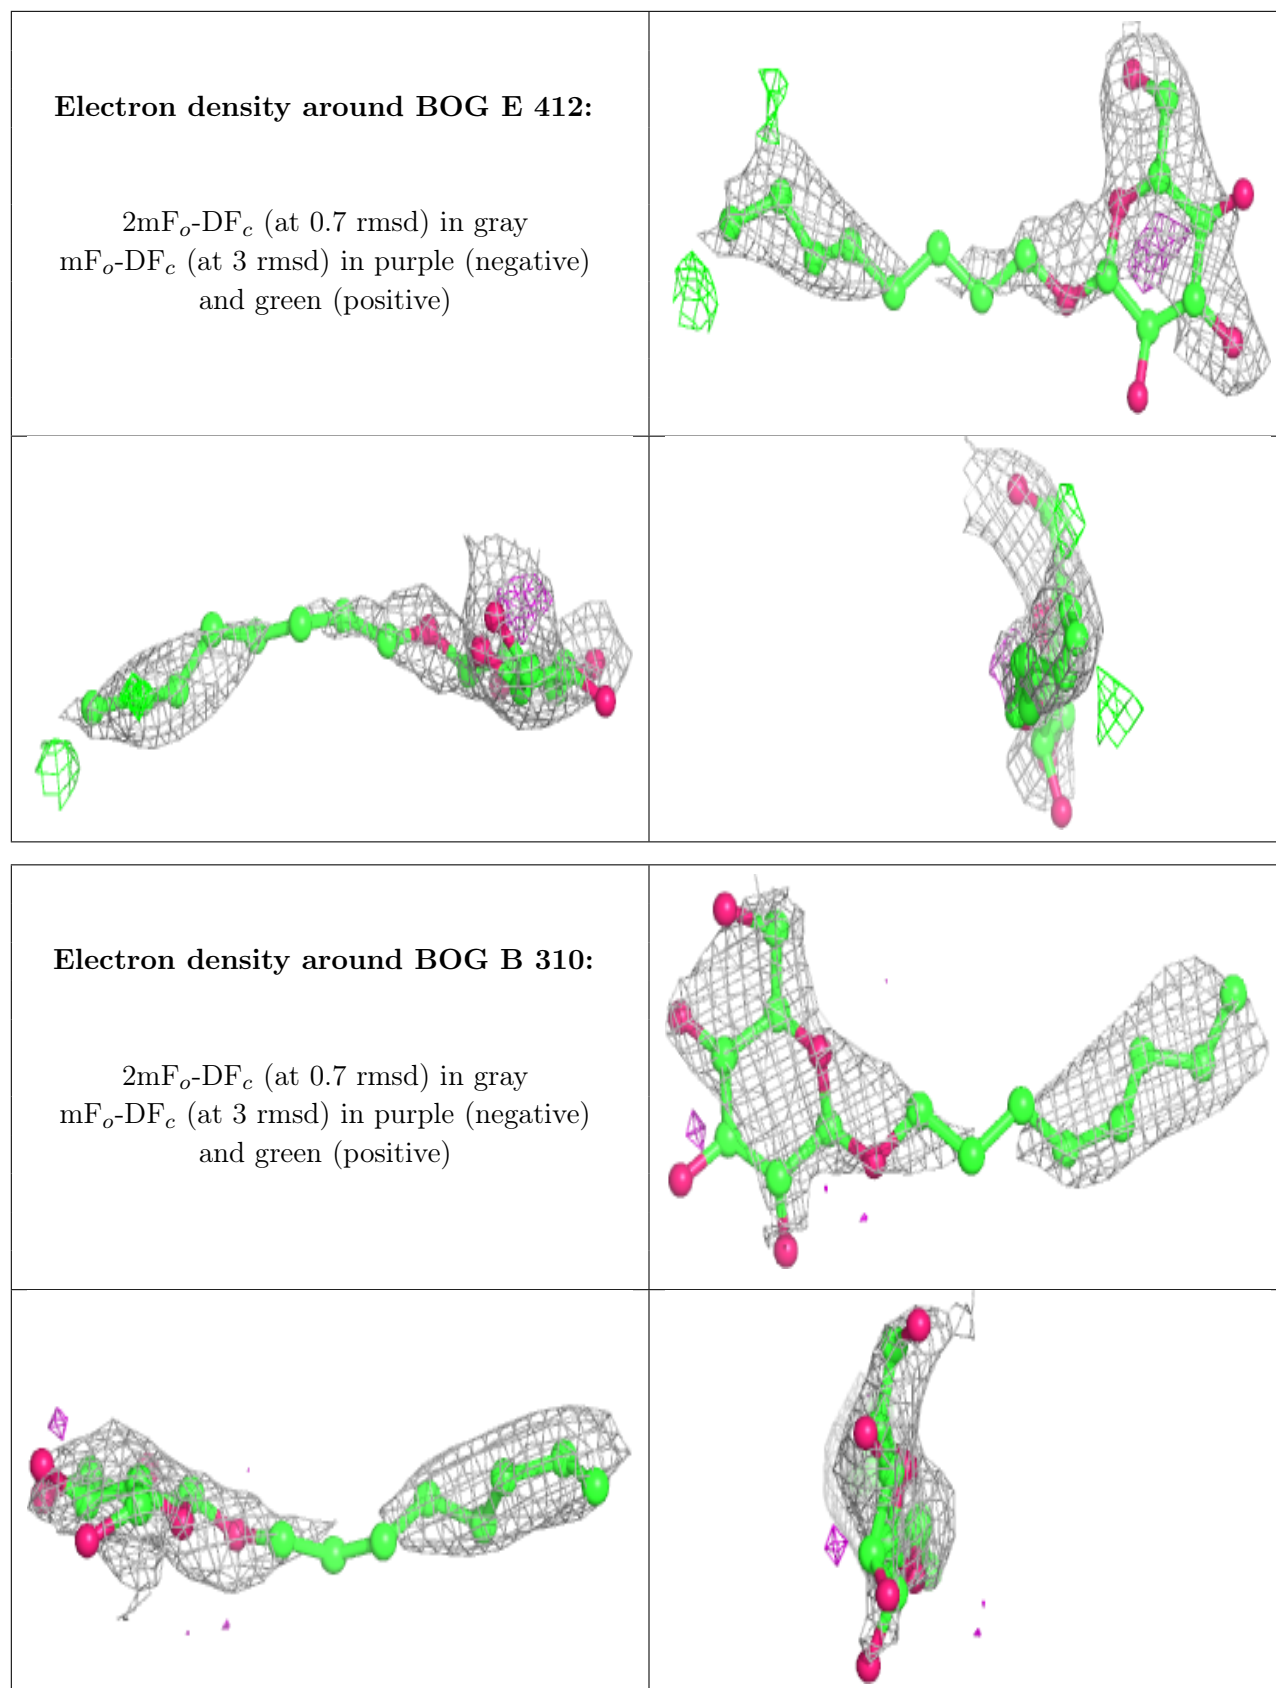 Electron density around BOG E 412:
2mFₒ-DF𝒸 (at 0.7 rmsd) in gray
mFₒ-DF𝒸 (at 3 rmsd) in purple (negative)
and green (positive)
Electron density around BOG B 310:
2mFₒ-DF𝒸 (at 0.7 rmsd) in gray
mFₒ-DF𝒸 (at 3 rmsd) in purple (negative)
and green (positive)